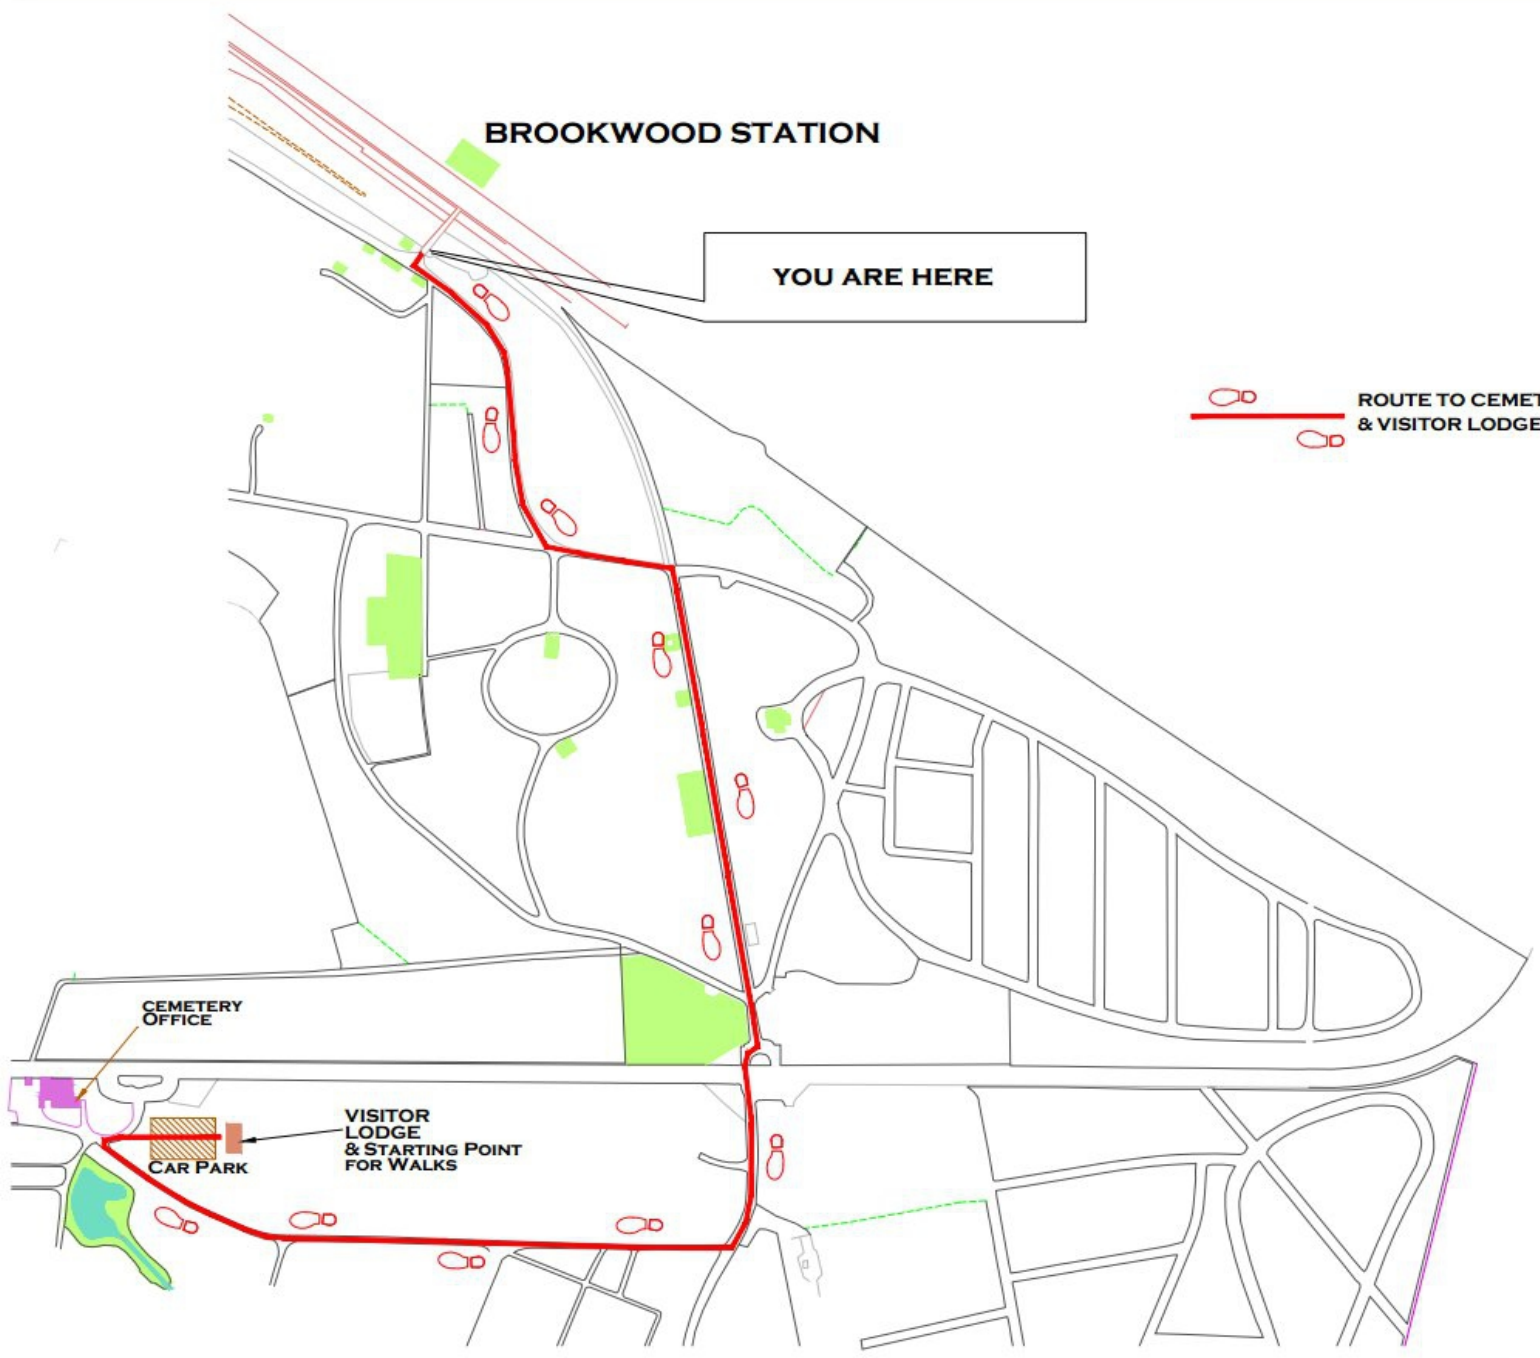 BROOKWOOD STATION
YOU ARE HERE
ROUTE TO
& VISITOR LODGE
CEMETERY
OFFICE
VISITOR
LODGE
& STARTING POINT
FOR WALKS
CAR PARK